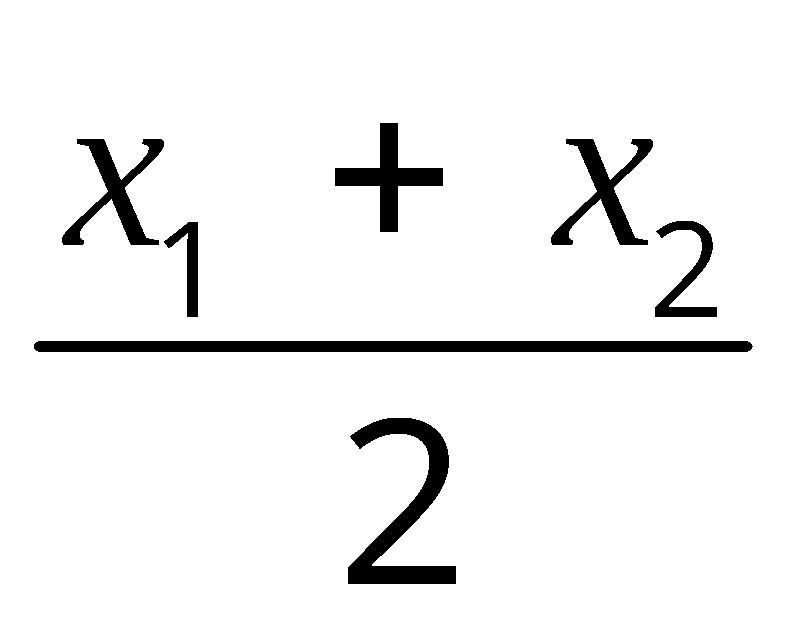 x₁ + x₂
2